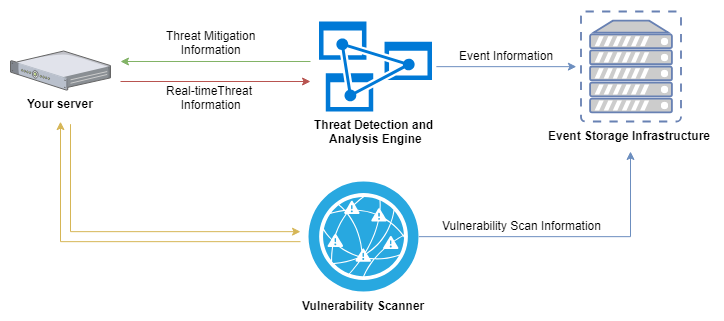 Threat Mitigation
Information
Real-timeThreat
Information
Your server
Threat Detection and
Analysis Engine
Event Information
Event Storage Infrastructure
Vulnerability Scan Information
Vulnerability Scanner